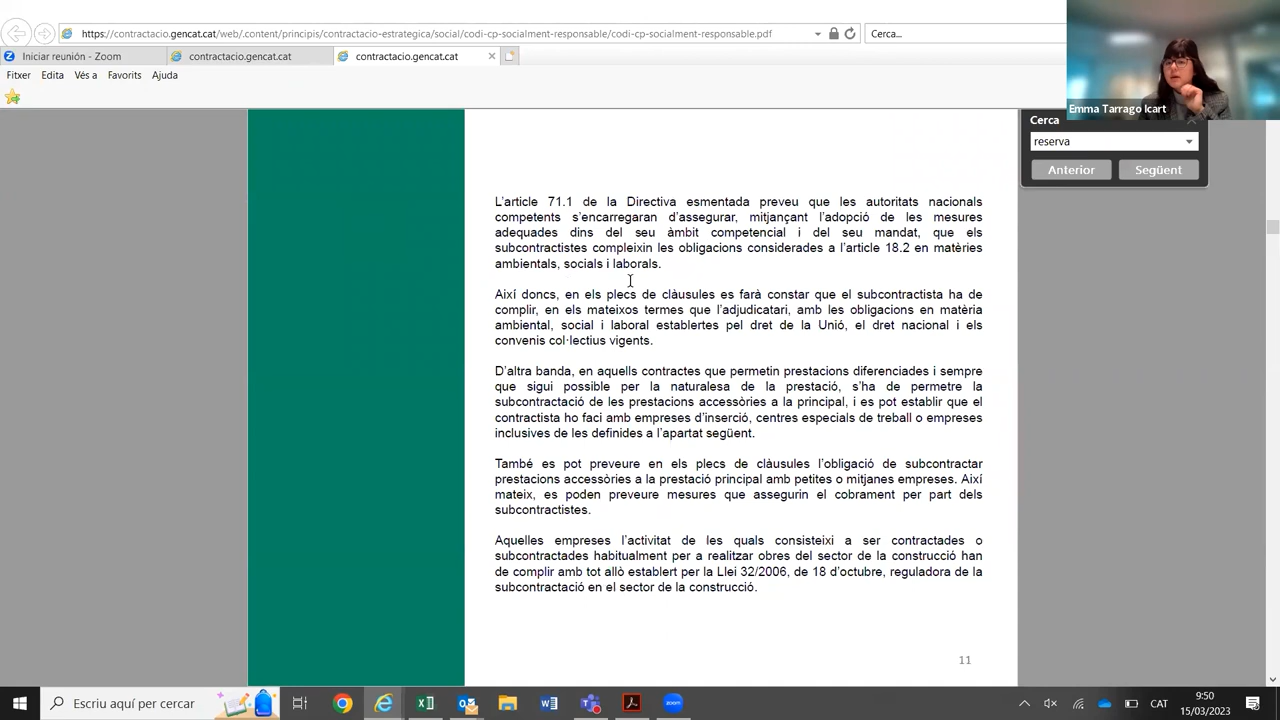 https://contractacio.gencat.cat/web/.content/principis/contractacio-estrategica/social/codi-cp-socialment-responsable/codi-cp-socialment-responsable.pdf
Cerca...
Iniciar reunión - Zoom
contractacio.gencat.cat
contractacio.gencat.cat
Fitxer Edita Vés a Favorits Ajuda
Emma Tarrago Icart
Cerca
reserva
Anterior Següent
L'article 71.1 de la Directiva esmentada preveu que les autoritats nacionals
competents s'encarregaran d'assegurar, mitjançant l'adopció de les mesures
adequades dins del seu àmbit competencial i del seu mandat, que els
subcontractistes compleixin les obligacions considerades a l'article 18.2 en matèries
ambientals, socials i laborals.
Així doncs, en els plecs de clàusules es farà constar que el subcontractista ha de
complir, en els mateixos termes que l'adjudicatari, amb les obligacions en matèria
ambiental, social i laboral establertes pel dret de la Unió, el dret nacional i els
convenis col·lectius vigents.
D'altra banda, en aquells contractes que permetin prestacions diferenciades i sempre
que sigui possible per la naturalesa de la prestació, s'ha de permetre la
subcontractació de les prestacions accessòries a la principal, i es pot establir que el
contractista ho faci amb empreses d'inserció, centres especials de treball o empreses
inclusives de les definides a l'apartat següent.
També es pot preveure en els plecs de clàusules l'obligació de subcontractar
prestacions accessòries a la prestació principal amb petites o mitjanes empreses. Així
mateix, es poden preveure mesures que assegurin el cobrament per part dels
subcontractistes.
Aquelles empreses l'activitat de les quals consisteixi a ser contractades o
subcontractades habitualment per a realitzar obres del sector de la construcció han
de complir amb tot allò establert per la Llei 32/2006, de 18 d'octubre, reguladora de la
subcontractació en el sector de la construcció.
11
Escriu aquí per cercar
CAT
9:50
15/03/2023